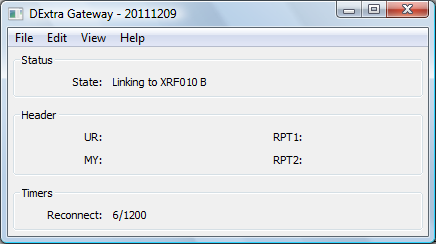 DExtra Gateway - 20111209
File Edit View Help
Status
State: Linking to XRF010 B
Header
UR: RPT1:
MY: RPT2:
Timers
Reconnect: 6/1200